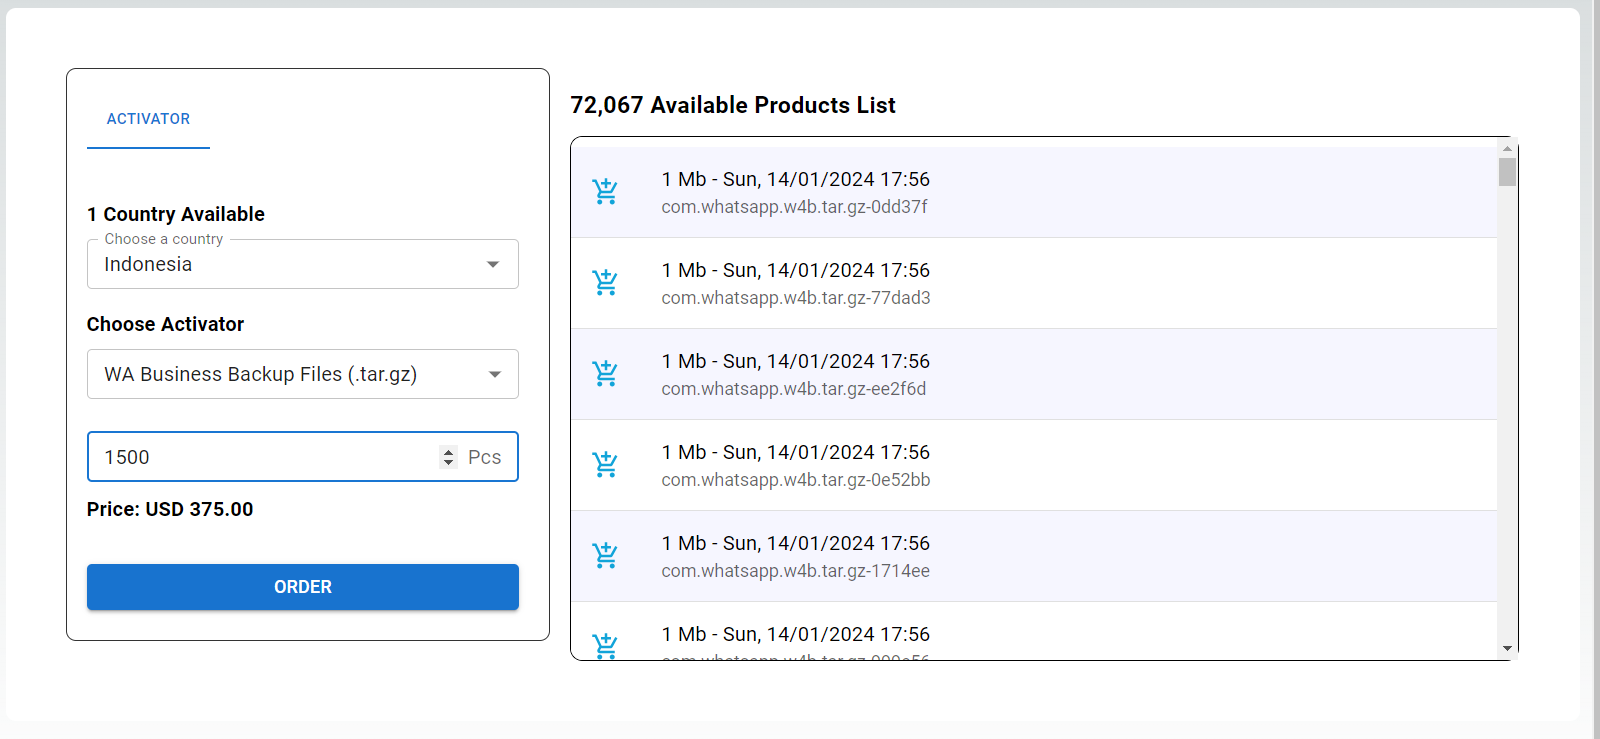 ACTIVATOR
1 Country Available
Choose a country
Indonesia
Choose Activator
WA Business Backup Files (.tar.gz)
1500 Pcs
Price: USD 375.00
ORDER
72,067 Available Products List
1 Mb - Sun, 14/01/2024 17:56
com.whatsapp.w4b.tar.gz-0dd37f
1 Mb - Sun, 14/01/2024 17:56
com.whatsapp.w4b.tar.gz-77dad3
1 Mb - Sun, 14/01/2024 17:56
com.whatsapp.w4b.tar.gz-ee2f6d
1 Mb - Sun, 14/01/2024 17:56
com.whatsapp.w4b.tar.gz-0e52bb
1 Mb - Sun, 14/01/2024 17:56
com.whatsapp.w4b.tar.gz-1714ee
1 Mb - Sun, 14/01/2024 17:56